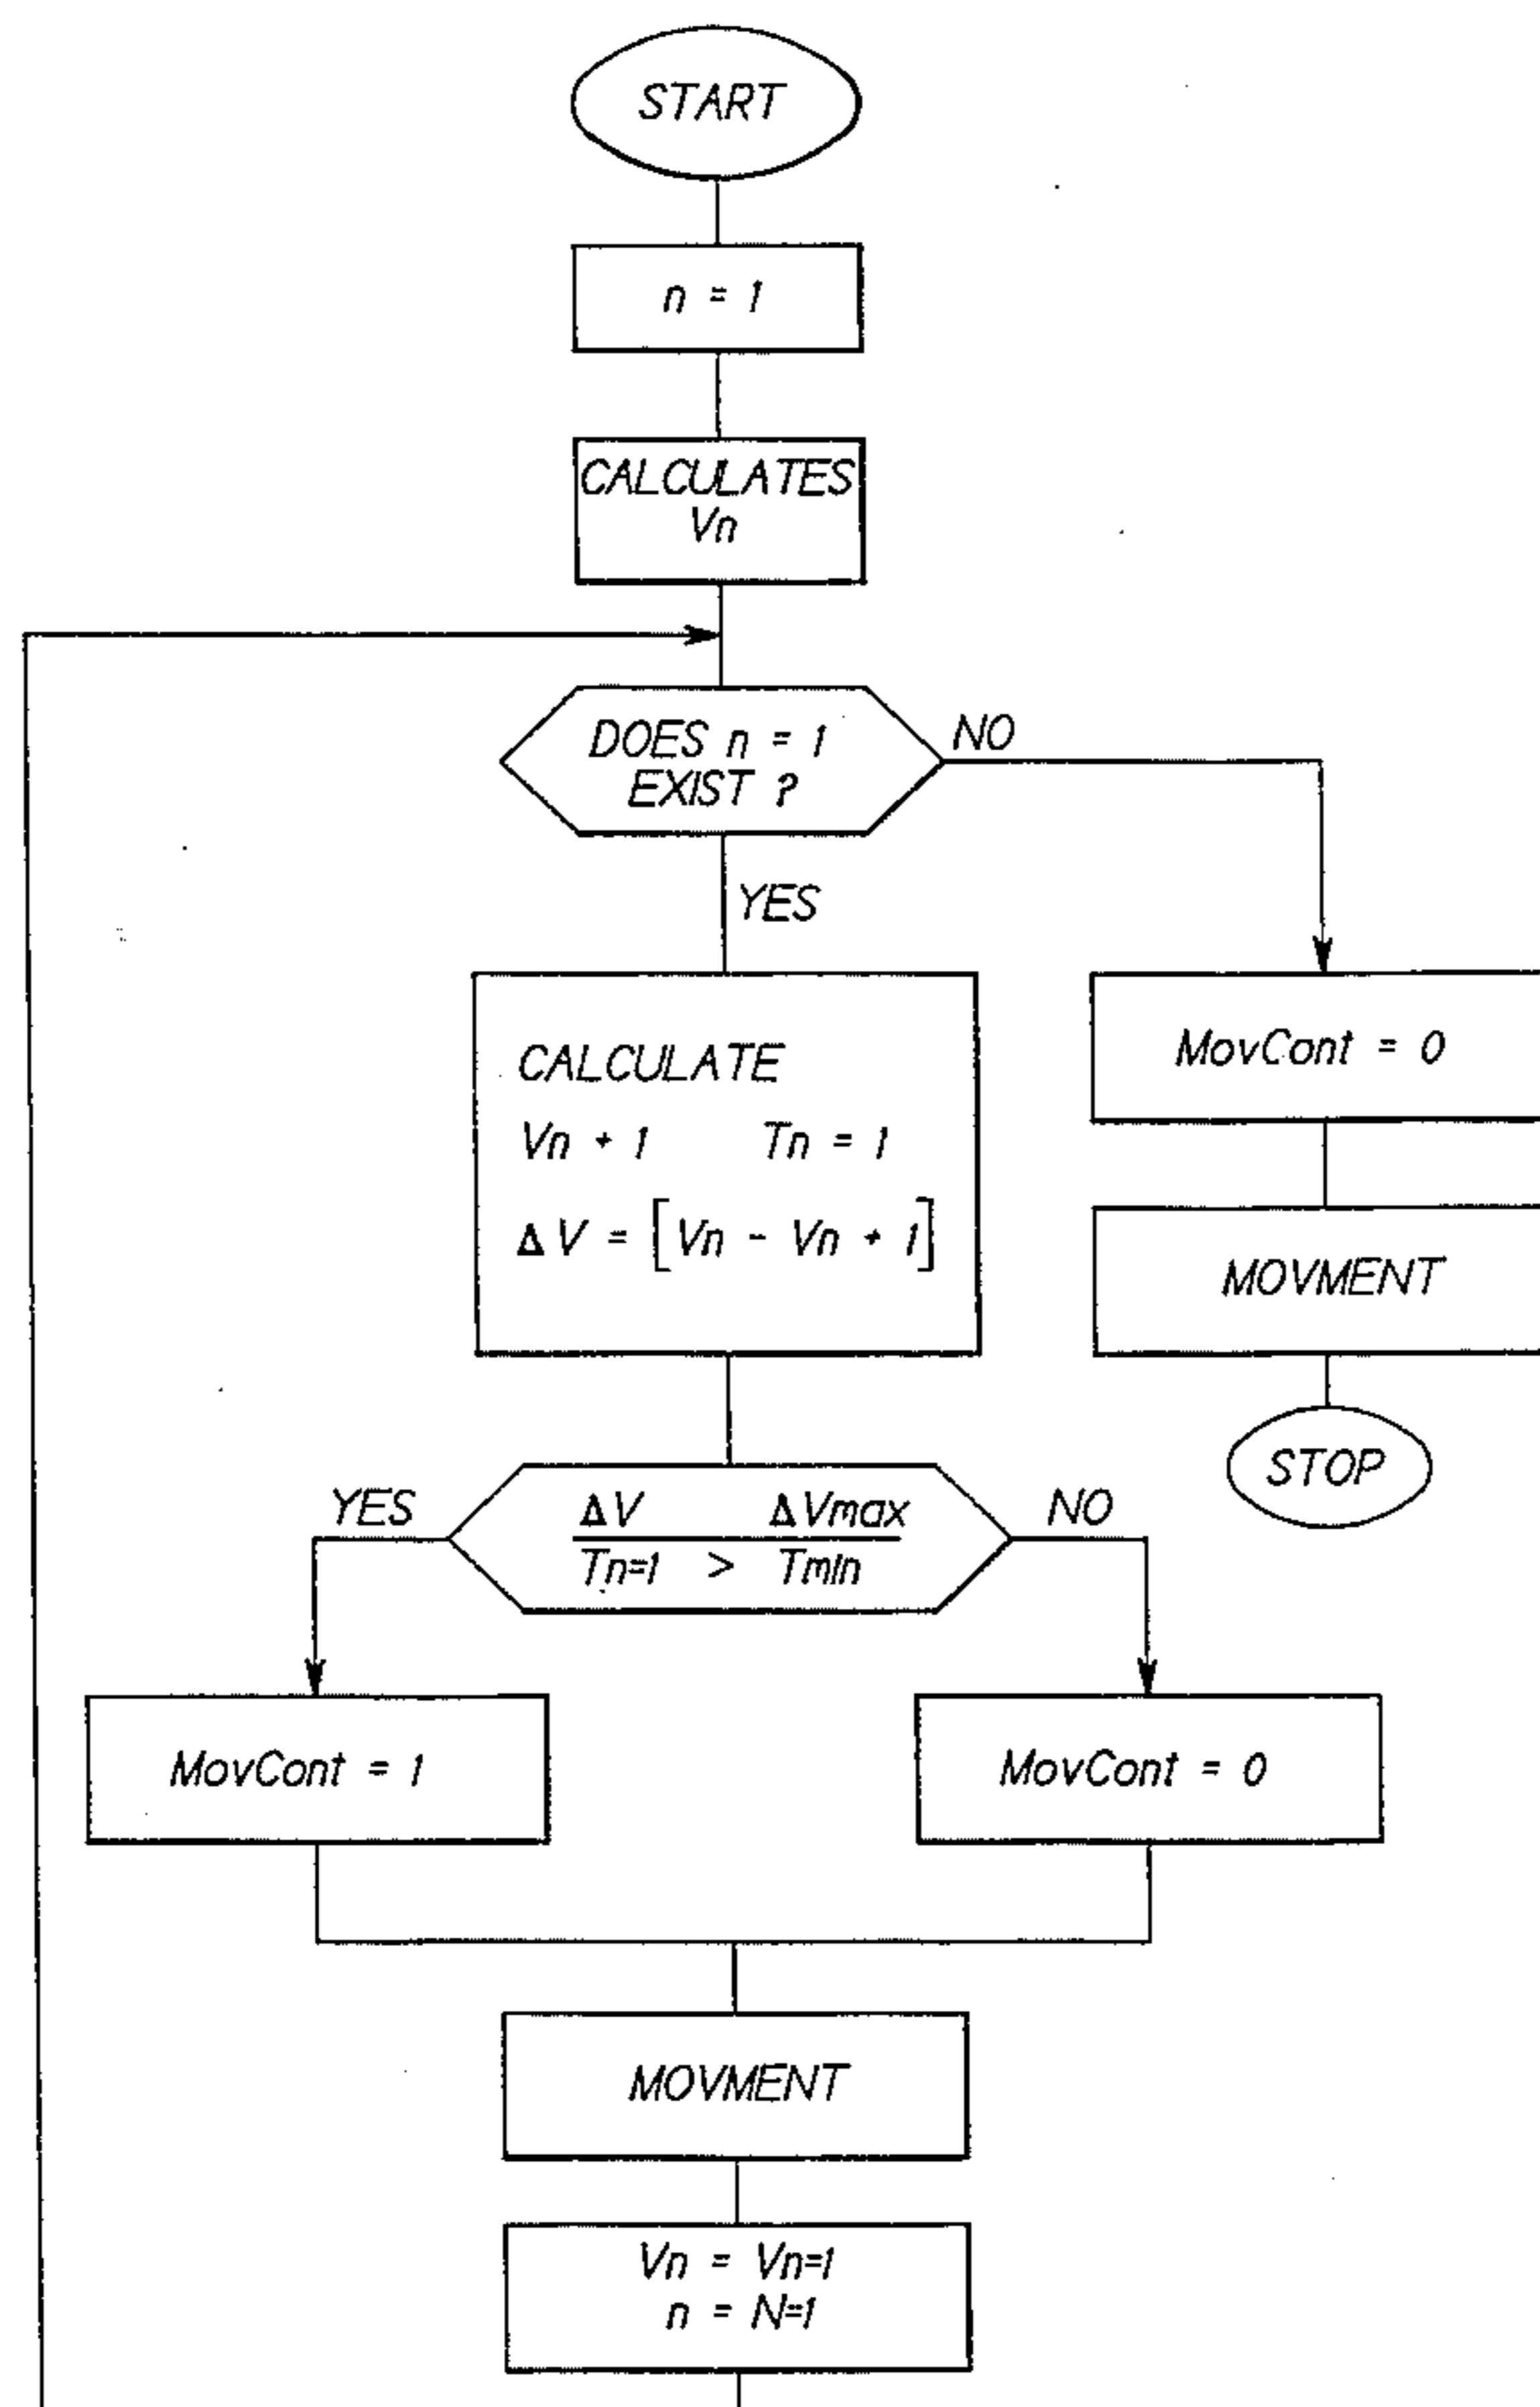 START
n = 1
CALCULATES
Vn
DOES n = 1
EXIST ?
NO
YES
CALCULATE
Vn + 1 Tn = 1
Δ V = [Vn - Vn + 1]
MovCont = 0
MOVMENT
STOP
YES
ΔV ΔVmax
Tn=1 > Tmin
NO
MovCont = 1
MovCont = 0
MOVMENT
Vn = Vn=1
n = N=1